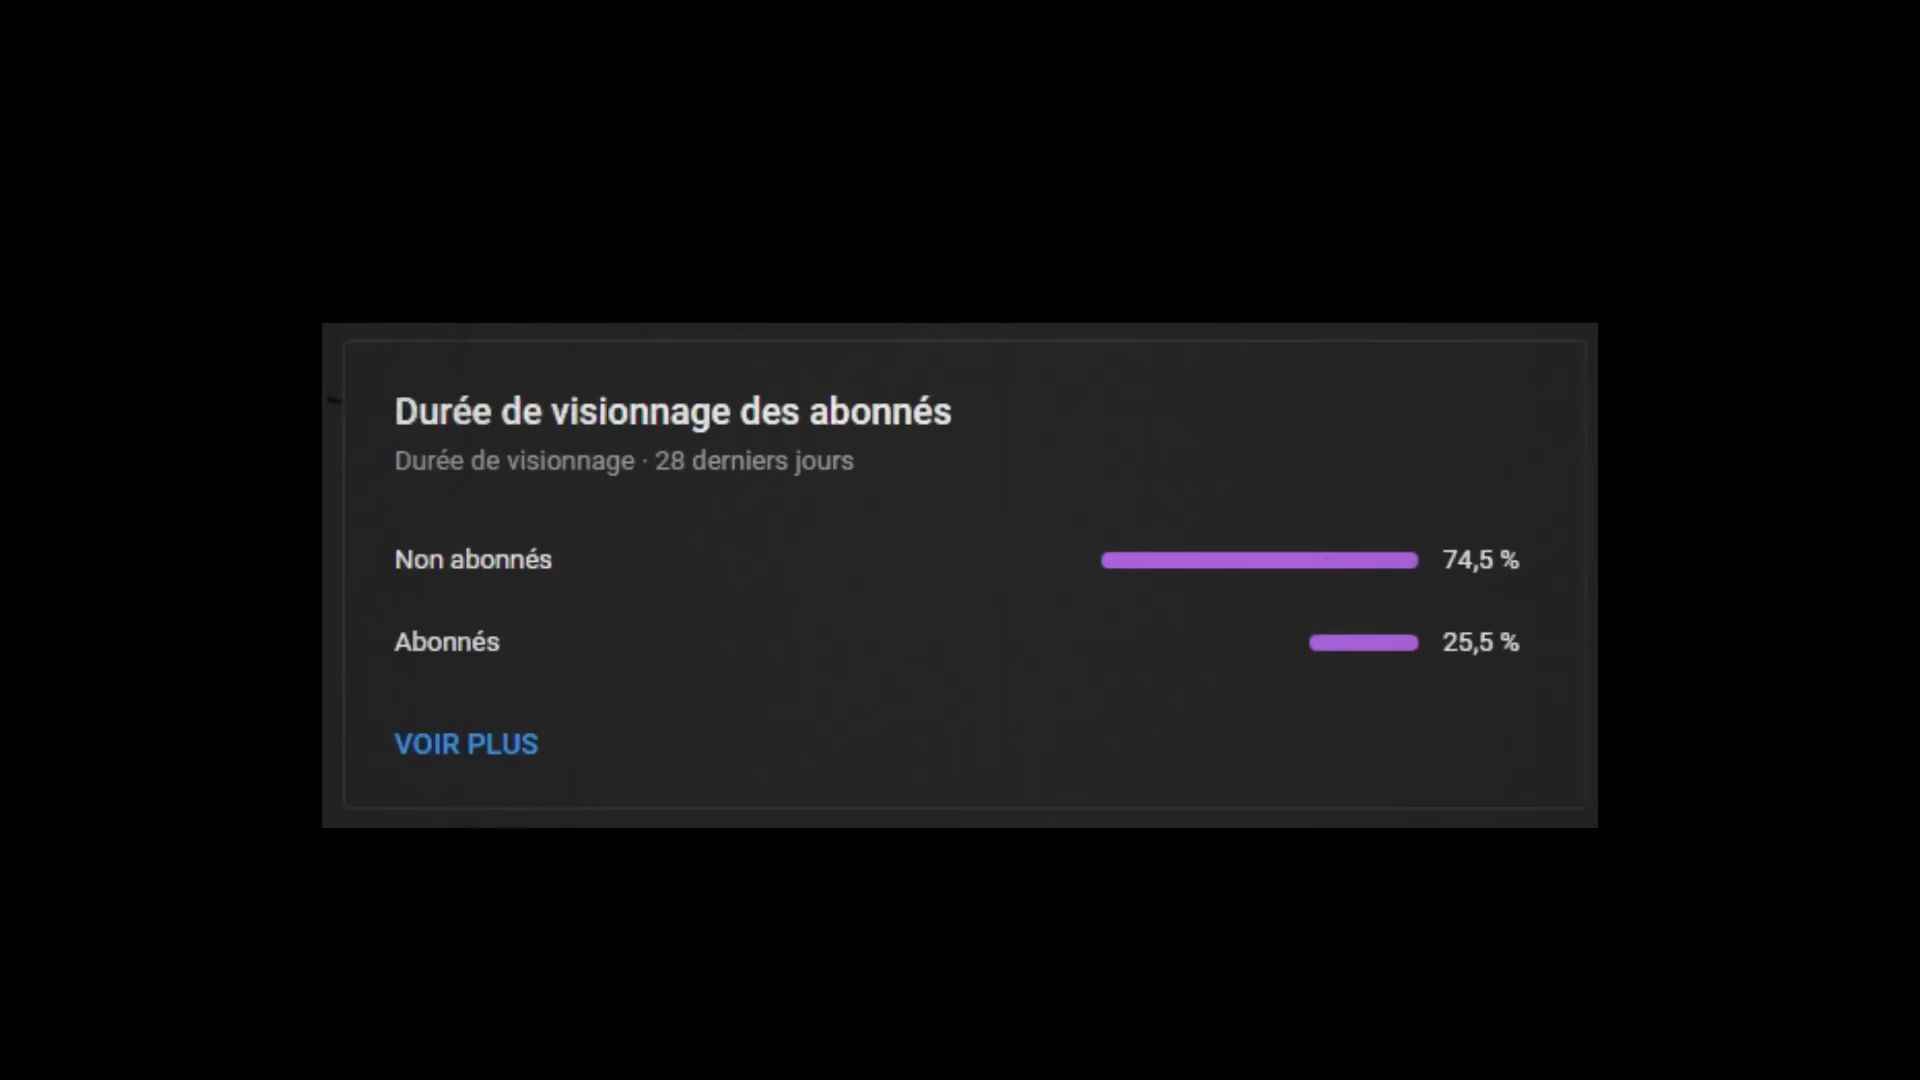 Durée de visionnage des abonnés
Durée de visionnage · 28 derniers jours
Non abonnés 74,5 %
Abonnés 25,5 %
VOIR PLUS